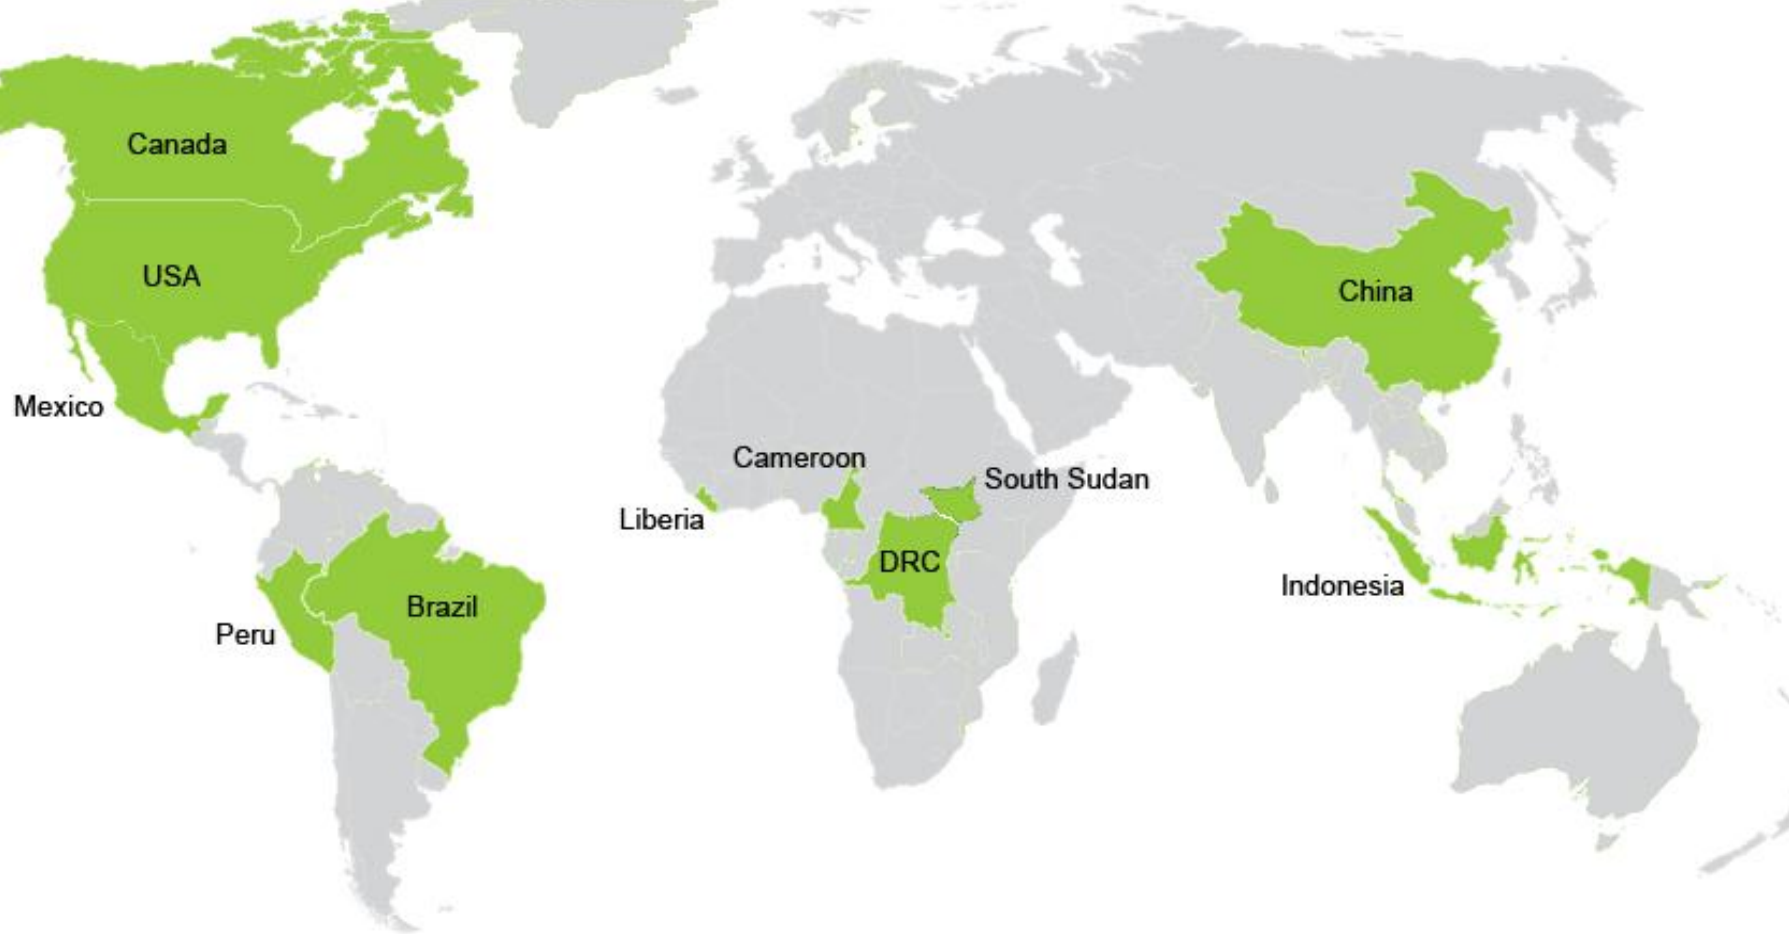 Canada
USA
China
Mexico
Cameroon
South Sudan
Liberia
DRC
Indonesia
Brazil
Peru